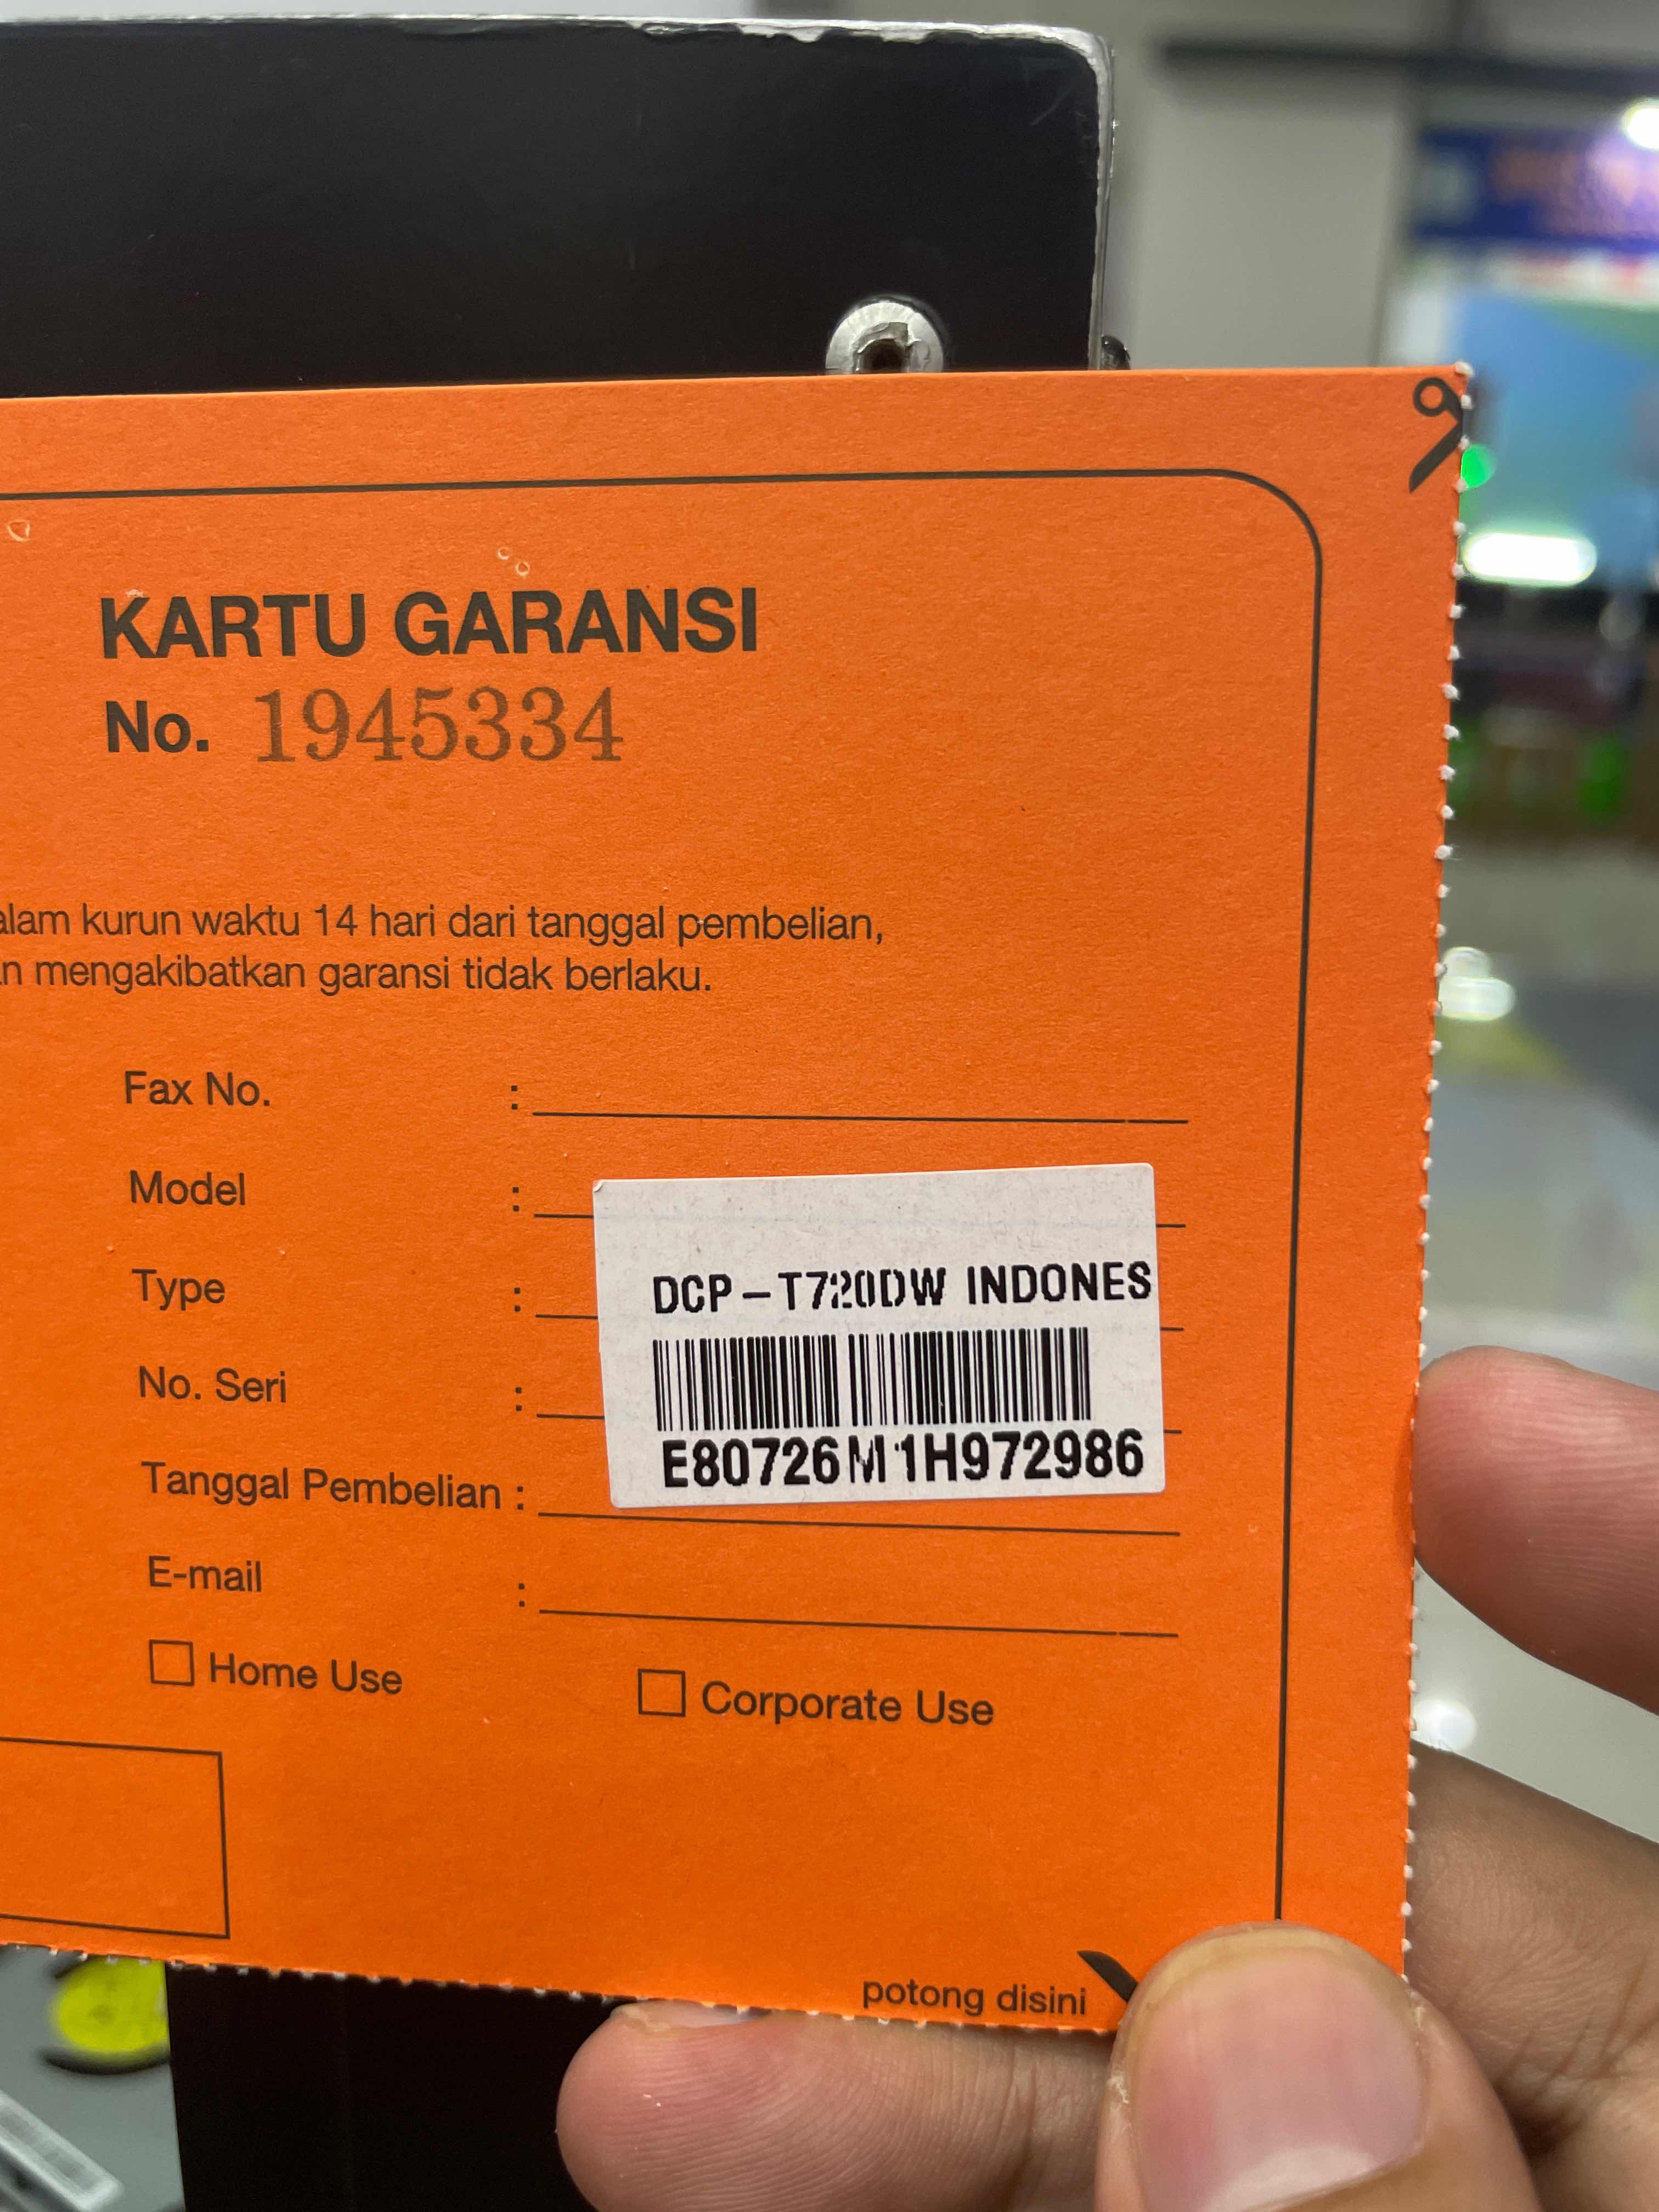 KARTU GARANSI
No. 1945334
alam kurun waktu 14 hari dari tanggal pembelian,
n mengakibatkan garansi tidak berlaku.
Fax No. :
Model :
Type :
DCP-T720DW INDONES
No. Seri :
E80726M1H972986
Tanggal Pembelian :
E-mail :
Home Use
Corporate Use
potong disini